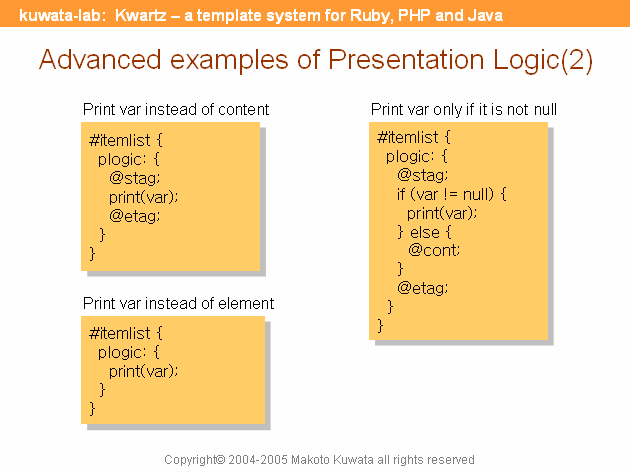 kuwata-lab:  Kwartz – a template system for Ruby, PHP and Java
Advanced examples of Presentation Logic(2)
Print var instead of content
#itemlist {
  plogic: {
    @stag;
    print(var);
    @etag;
  }
}
Print var instead of element
#itemlist {
  plogic: {
    print(var);
  }
}
Print var only if it is not null
#itemlist {
  plogic: {
    @stag;
    if (var != null) {
      print(var);
    } else {
      @cont;
    }
    @etag;
  }
}
Copyright© 2004-2005 Makoto Kuwata all rights reserved